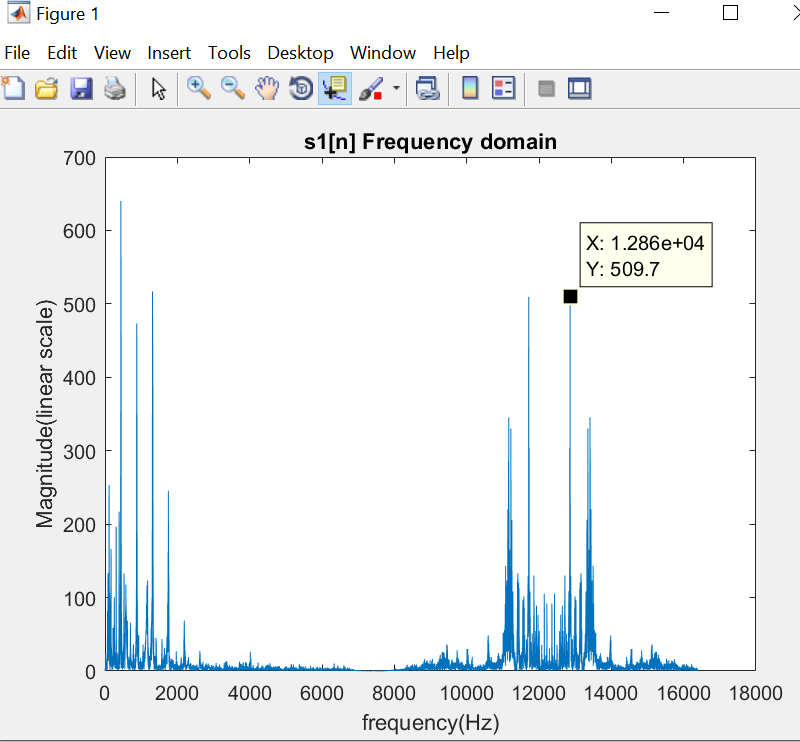 Figure 1
File Edit View Insert Tools Desktop Window Help
s1[n] Frequency domain
700
600
500
400
300
200
100
0
Magnitude(linear scale)
X: 1.286e+04
Y: 509.7
0 2000 4000 6000 8000 10000 12000 14000 16000 18000
frequency(Hz)